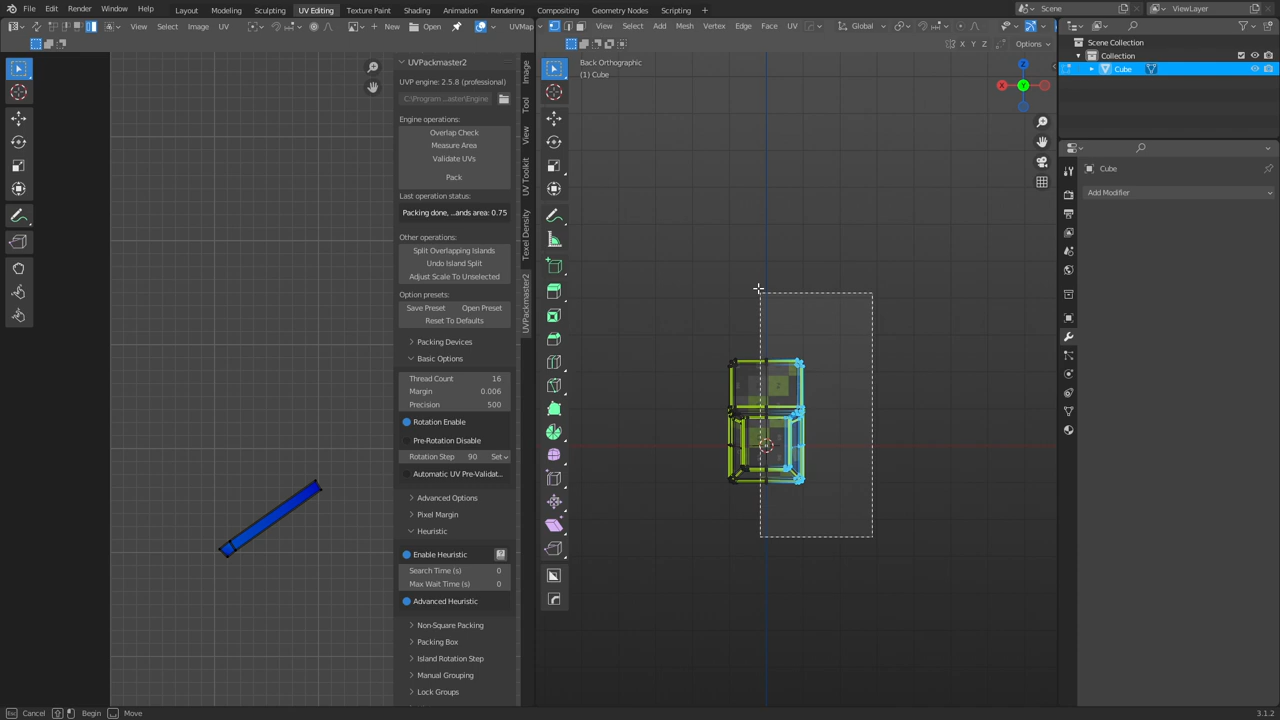 File Edit Render Window Help
Layout Modeling Sculpting UV Editing Texture Paint Shading Animation Rendering Compositing Geometry Nodes Scripting
Scene ViewLayer
View Select Image UV New Open UVMap
View Select Add Mesh Vertex Edge Face UV Global
X Y Z Options
UVPackmaster2
UVP engine: 2.5.8 (professional)
C:\Program ...aster\Engine
Engine operations:
Overlap Check
Measure Area
Validate UVs
Pack
Last operation status:
Packing done, ...ands area: 0.75
Other operations:
Split Overlapping Islands
Undo Island Split
Adjust Scale To Unselected
Option presets:
Save Preset Open Preset
Reset To Defaults
Packing Devices
Basic Options
Thread Count 16
Margin 0.006
Precision 500
Rotation Enable
Pre-Rotation Disable
Rotation Step 90 Set
Automatic UV Pre-Validat...
Advanced Options
Pixel Margin
Heuristic
Enable Heuristic ?
Search Time (s) 0
Max Wait Time (s) 0
Advanced Heuristic
Non-Square Packing
Packing Box
Island Rotation Step
Manual Grouping
Lock Groups
Image
Tool
View
UV Toolkit
Texel Density
UVPackmaster2
Back Orthographic
(1) Cube
Z
X Y
2
Scene Collection
Collection
Cube
Cube
Add Modifier
Cancel Begin Move
3.1.2